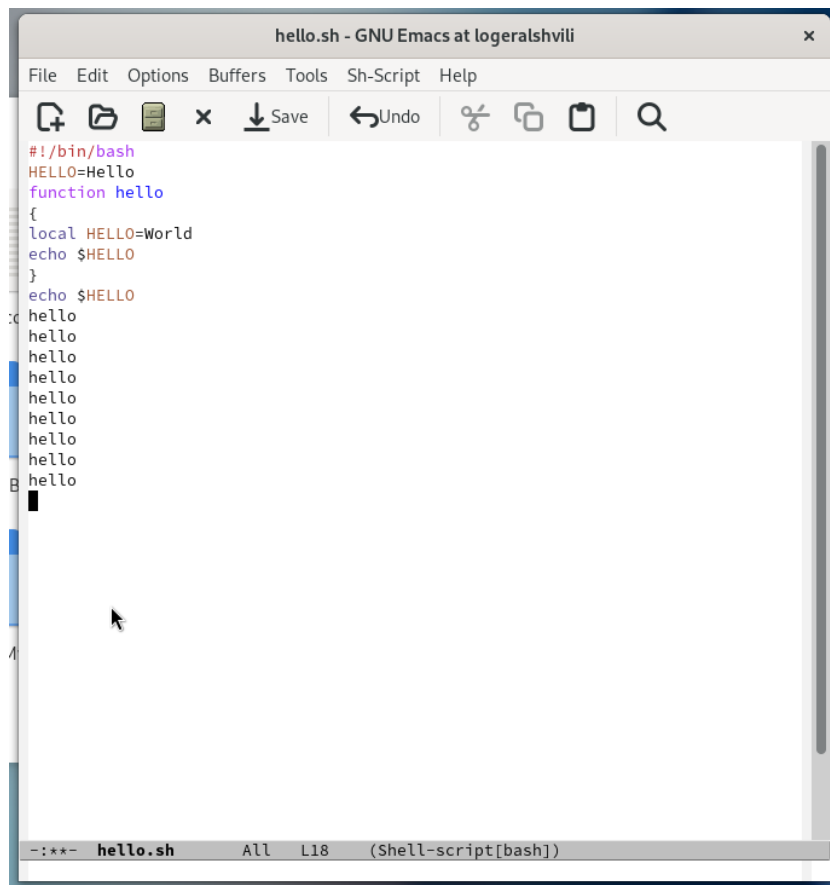 hello.sh - GNU Emacs at logeralshvili
File Edit Options Buffers Tools Sh-Script Help
Save Undo
#!/bin/bash
HELLO=Hello
function hello
{
local HELLO=World
echo $HELLO
}
echo $HELLO
hello
hello
hello
hello
hello
hello
hello
hello
hello
-:**- hello.sh All L18 (Shell-script[bash])